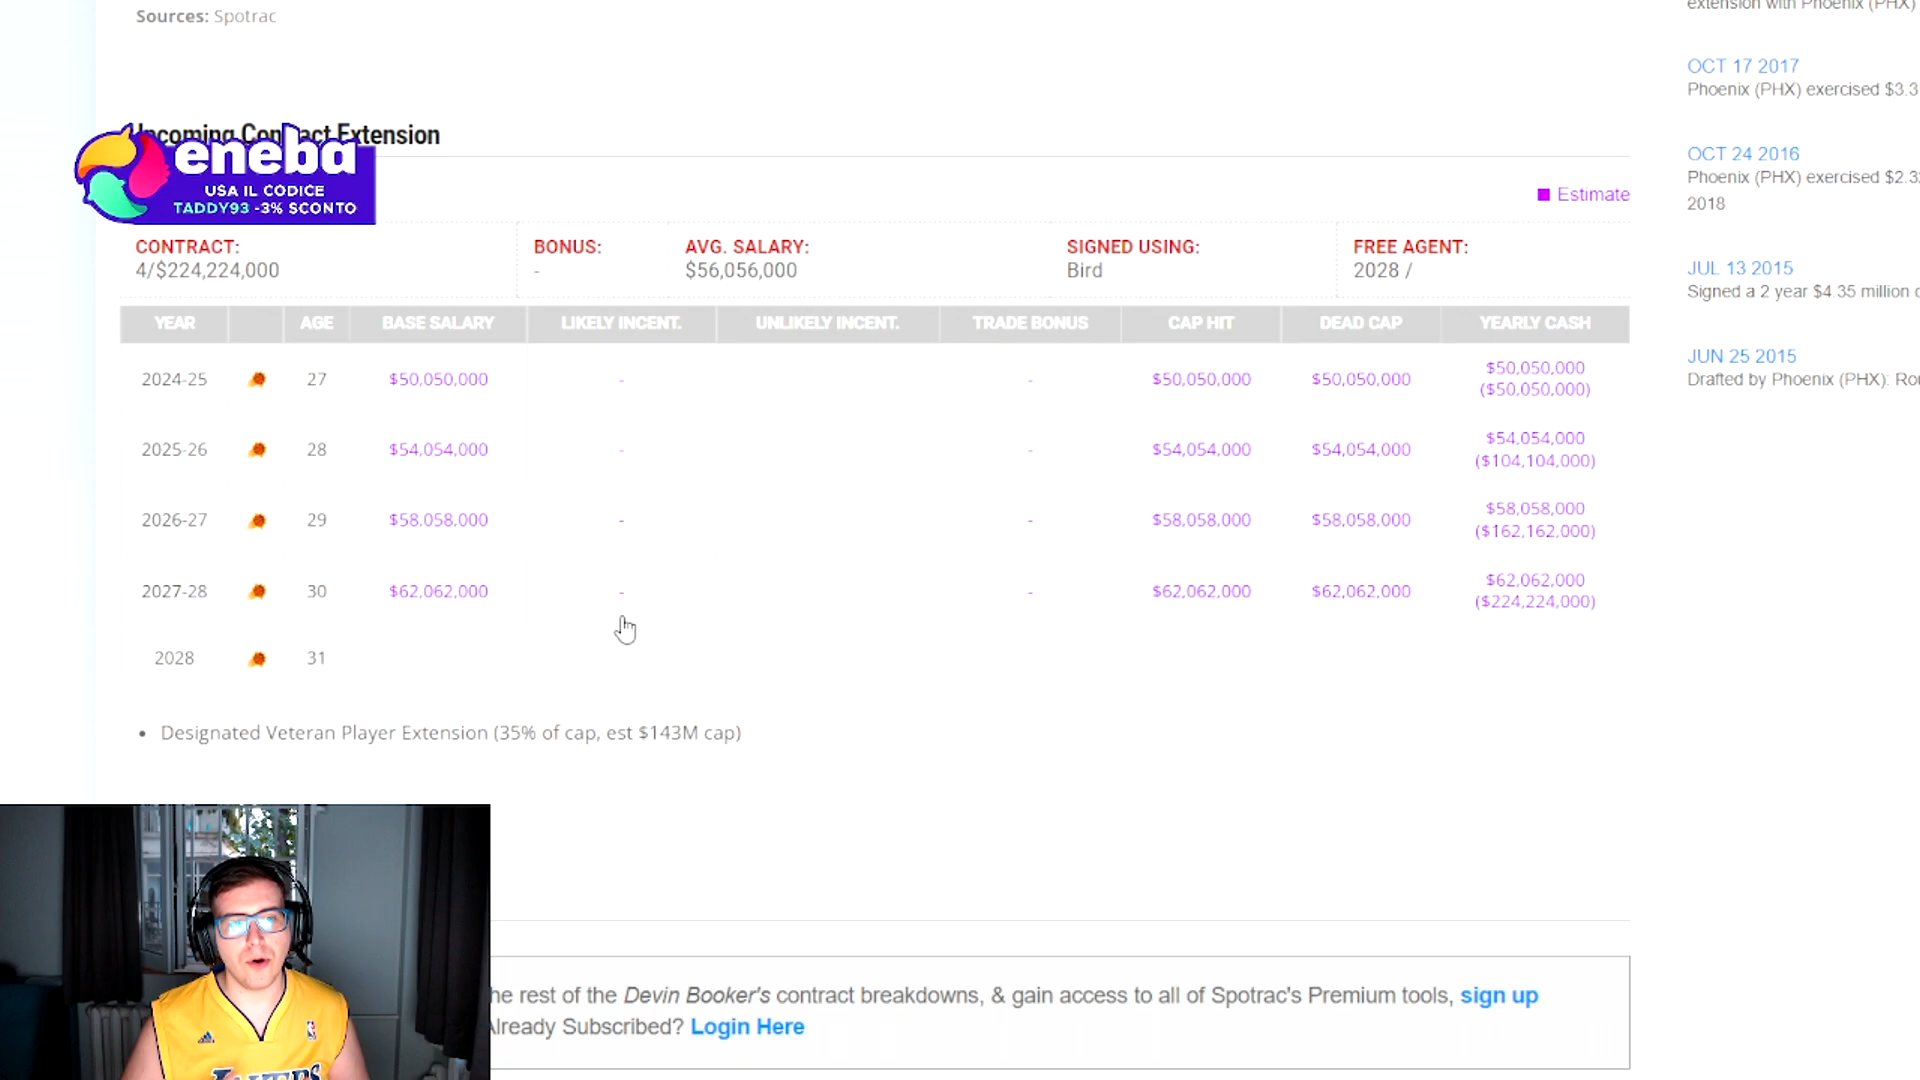 Sources: Spotrac
Upcoming Contract Extension
eneba
USA IL CODICE
TADDY93 -3% SCONTO
Estimate
CONTRACT: BONUS: AVG. SALARY: SIGNED USING: FREE AGENT:
4/$224,224,000 - $56,056,000 Bird 2028 /
YEAR AGE BASE SALARY LIKELY INCENT. UNLIKELY INCENT. TRADE BONUS CAP HIT DEAD CAP YEARLY CASH
2024-25 27 $50,050,000 - - $50,050,000 $50,050,000 $50,050,000
($50,050,000)
2025-26 28 $54,054,000 - - $54,054,000 $54,054,000 $54,054,000
($104,104,000)
2026-27 29 $58,058,000 - - $58,058,000 $58,058,000 $58,058,000
($162,162,000)
2027-28 30 $62,062,000 - - $62,062,000 $62,062,000 $62,062,000
($224,224,000)
2028 31
• Designated Veteran Player Extension (35% of cap, est $143M cap)
he rest of the Devin Booker's contract breakdowns, & gain access to all of Spotrac's Premium tools, sign up
Already Subscribed? Login Here
extension with Phoenix (PHX)
OCT 17 2017
Phoenix (PHX) exercised $3.3
OCT 24 2016
Phoenix (PHX) exercised $2.3
2018
JUL 13 2015
Signed a 2 year $4.35 million
JUN 25 2015
Drafted by Phoenix (PHX): Rou
LAKERS